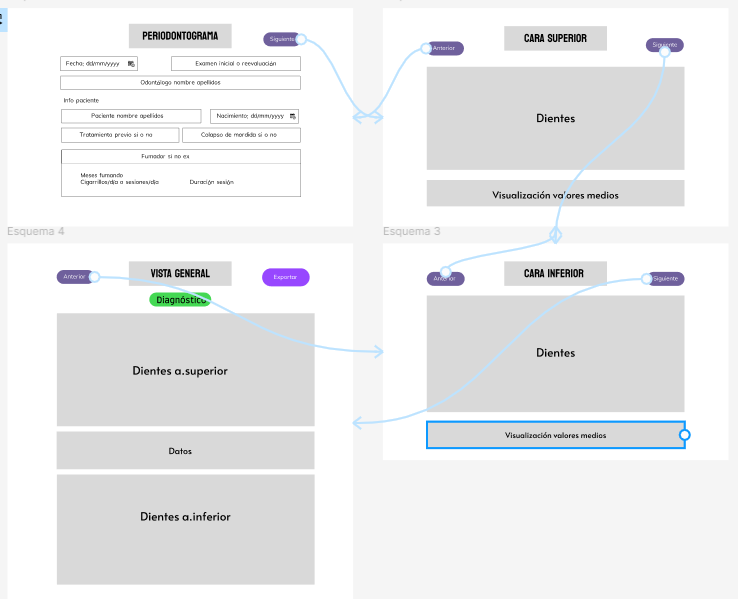 PERIODONTOGRAMA
Siguiente
Fecha: dd/mm/yyyy
Examen inicial o reevaluación
Odontólogo nombre apellidos
Info paciente
Paciente nombre apellidos
Nacimiento: dd/mm/yyyy
Tratamiento previo si o no
Colapso de mordida si o no
Fumador si no ex
Meses fumando
Cigarrillos/día o sesiones/día
Duración sesión
Anterior
CARA SUPERIOR
Siguiente
Dientes
Visualización valores medios
Esquema 4
Anterior
VISTA GENERAL
Exportar
Diagnóstico
Dientes a.superior
Datos
Dientes a.inferior
Esquema 3
Anterior
CARA INFERIOR
Siguiente
Dientes
Visualización valores medios